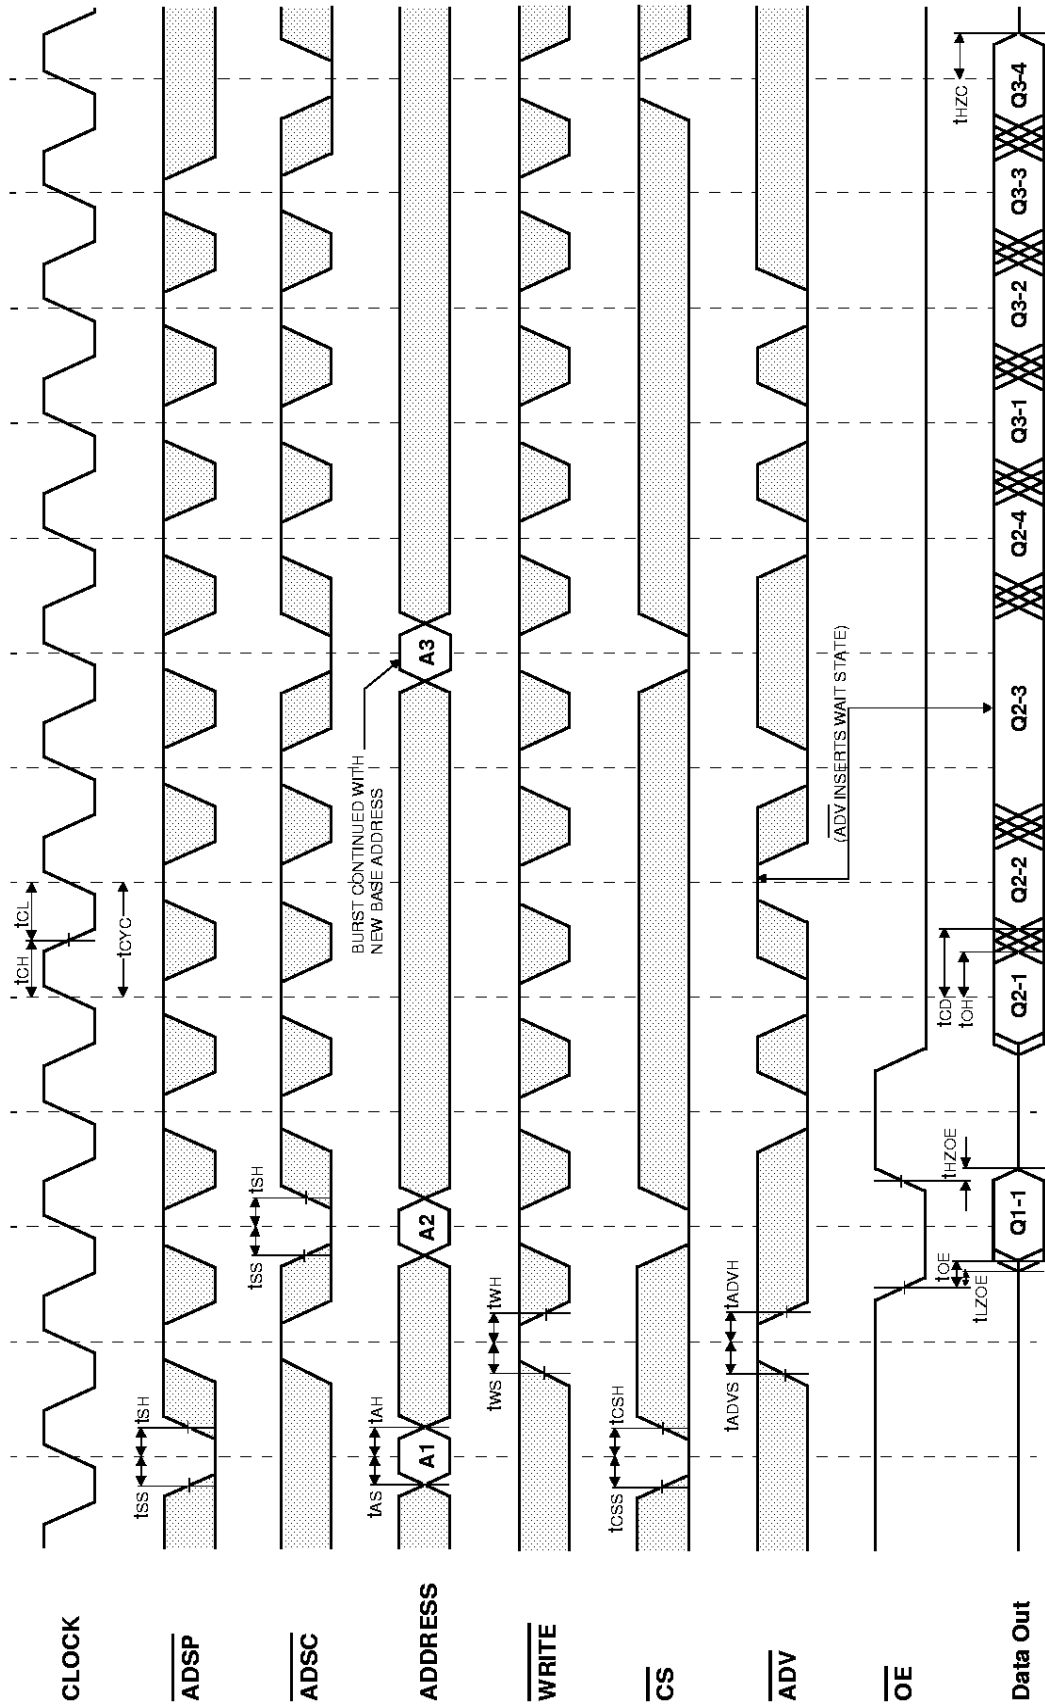 CLOCK
tCH
tCL
tCYC
ADSP
tSS
tSH
ADSC
tSS
tSH
BURST CONTINUED WITH
NEW BASE ADDRESS
ADDRESS
tAS
tAH
A1
A2
A3
WRITE
tWS
tWH
CS
tCSS
tCSH
ADV
tADVS
tADVH
(ADV INSERTS WAIT STATE)
OE
tOE
tLZOE
tHZOE
tCD
tOH
tHZC
Data Out
Q1-1
Q2-1
Q2-2
Q2-3
Q2-4
Q3-1
Q3-2
Q3-3
Q3-4